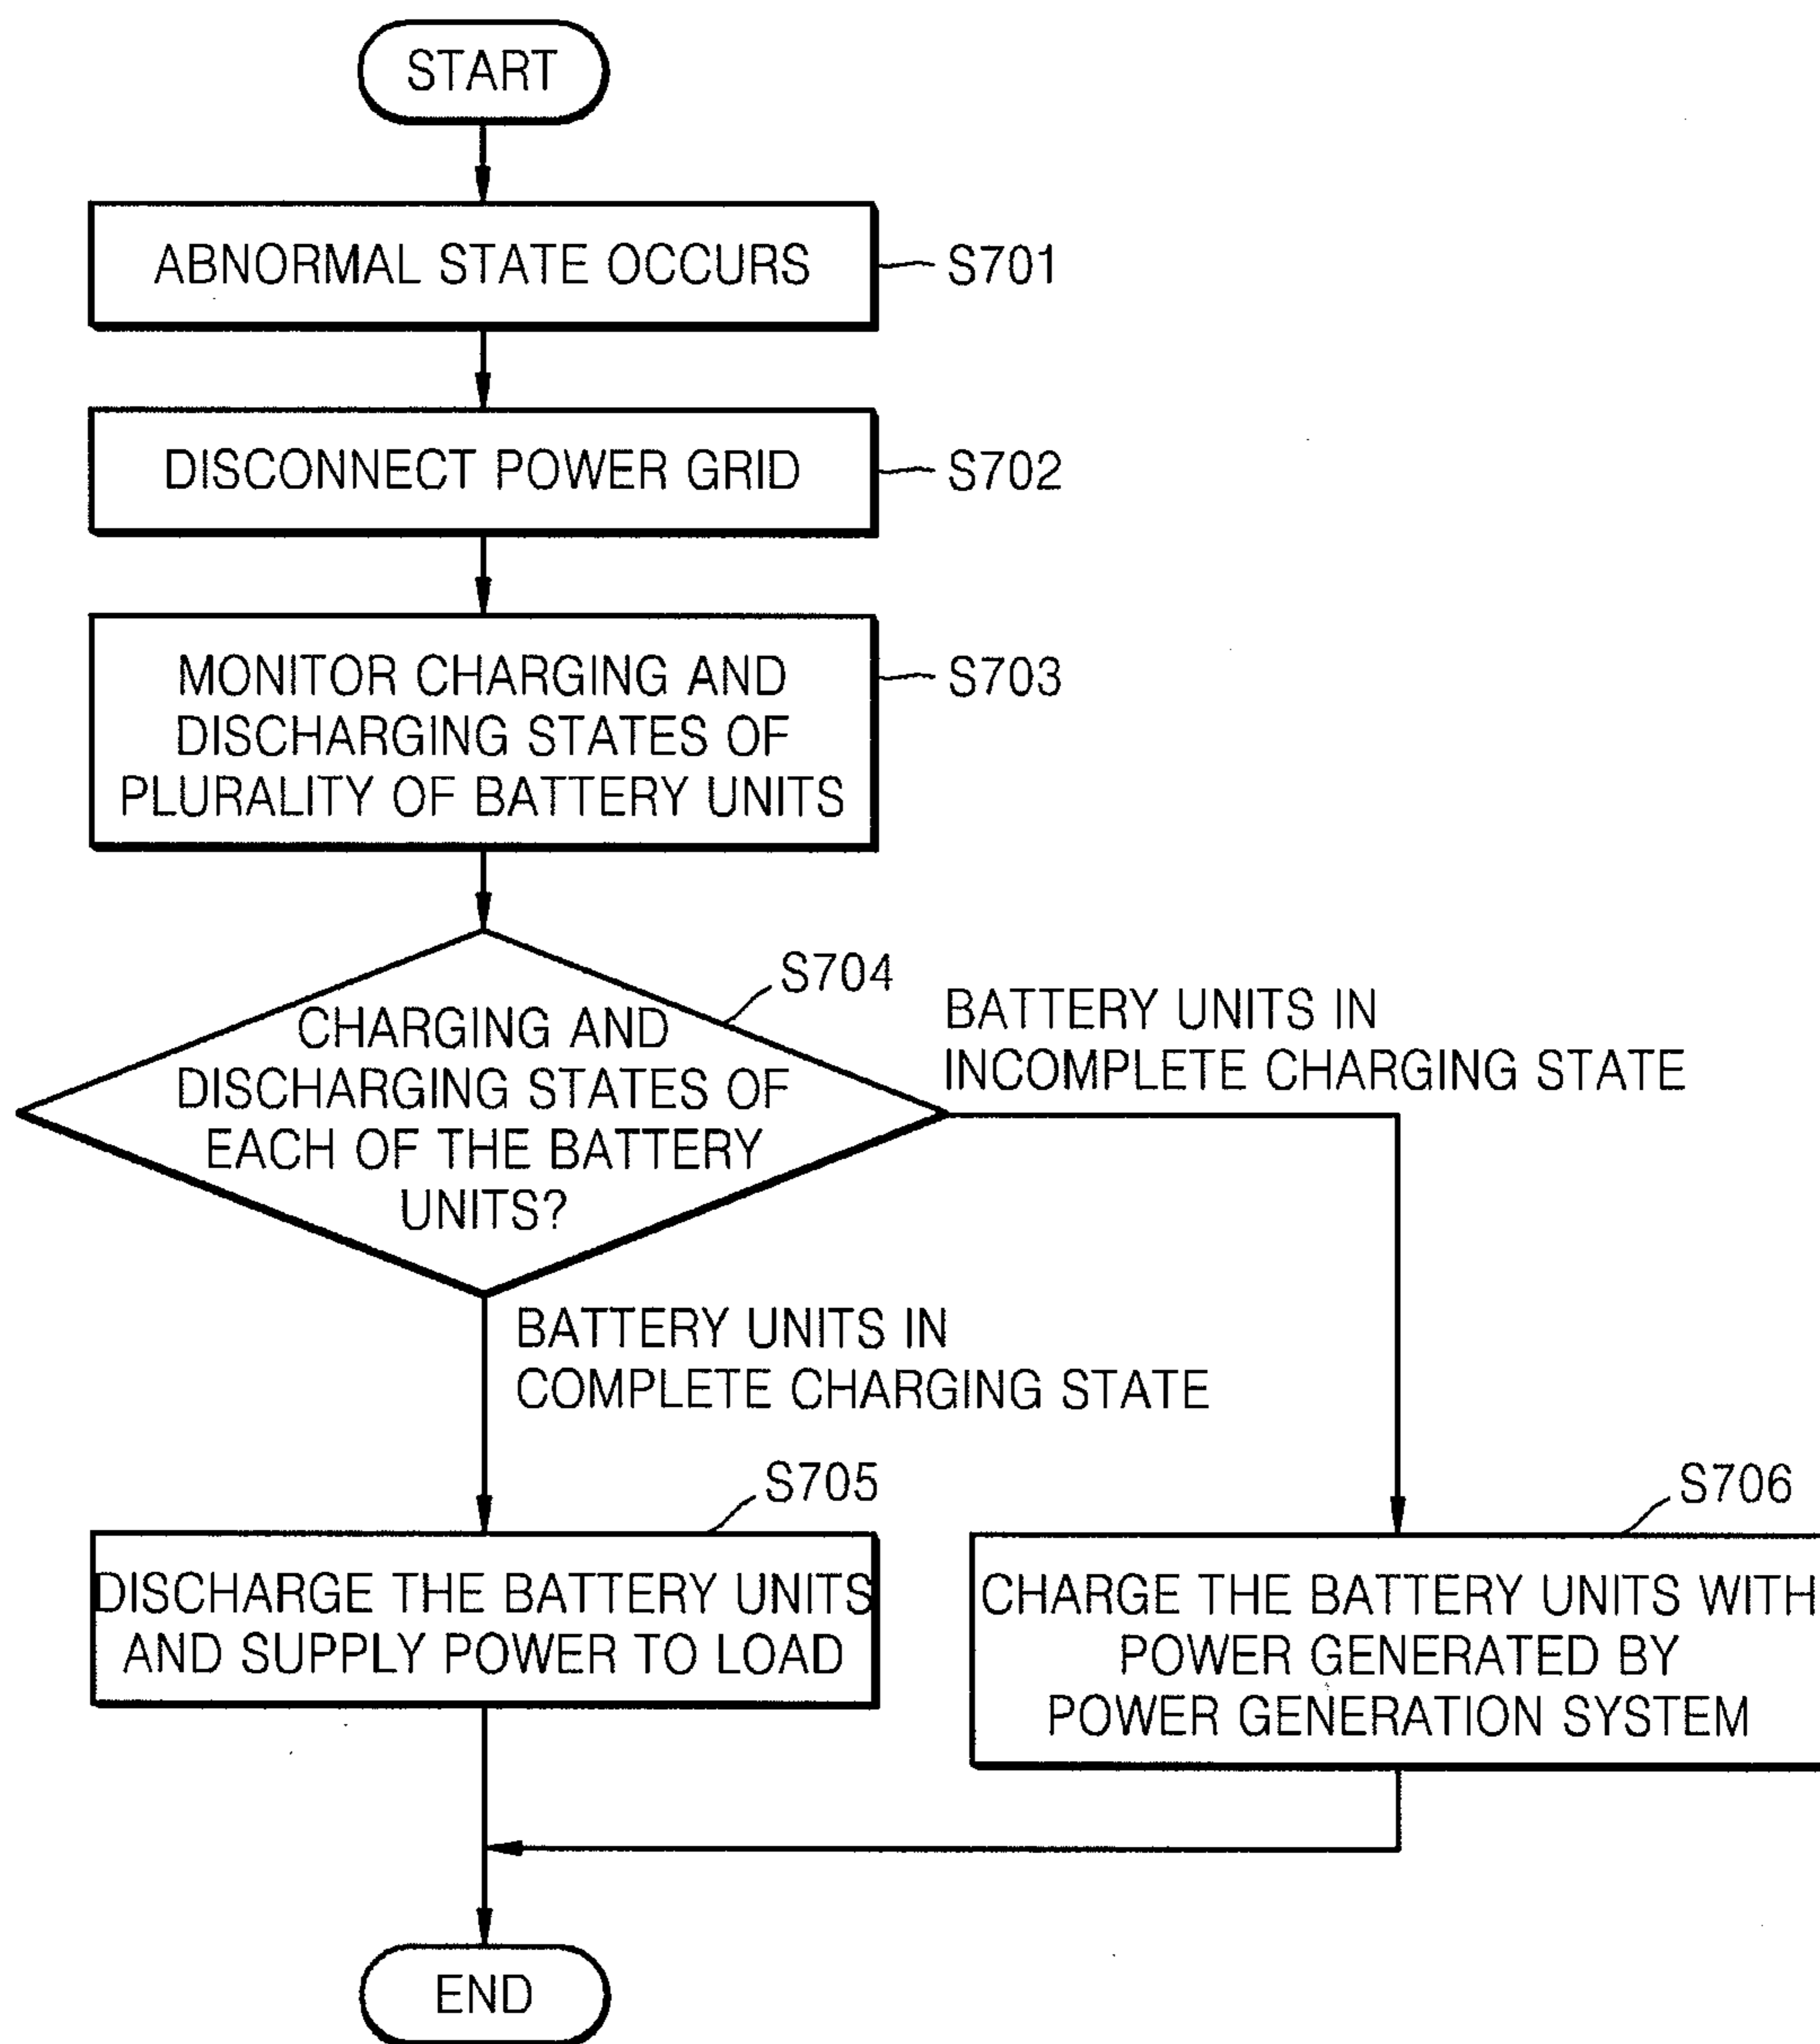 START
ABNORMAL STATE OCCURS
S701
DISCONNECT POWER GRID
S702
MONITOR CHARGING AND
DISCHARGING STATES OF
PLURALITY OF BATTERY UNITS
S703
S704
CHARGING AND
DISCHARGING STATES OF
EACH OF THE BATTERY
UNITS?
BATTERY UNITS IN
INCOMPLETE CHARGING STATE
BATTERY UNITS IN
COMPLETE CHARGING STATE
S705
DISCHARGE THE BATTERY UNITS
AND SUPPLY POWER TO LOAD
S706
CHARGE THE BATTERY UNITS WITH
POWER GENERATED BY
POWER GENERATION SYSTEM
END